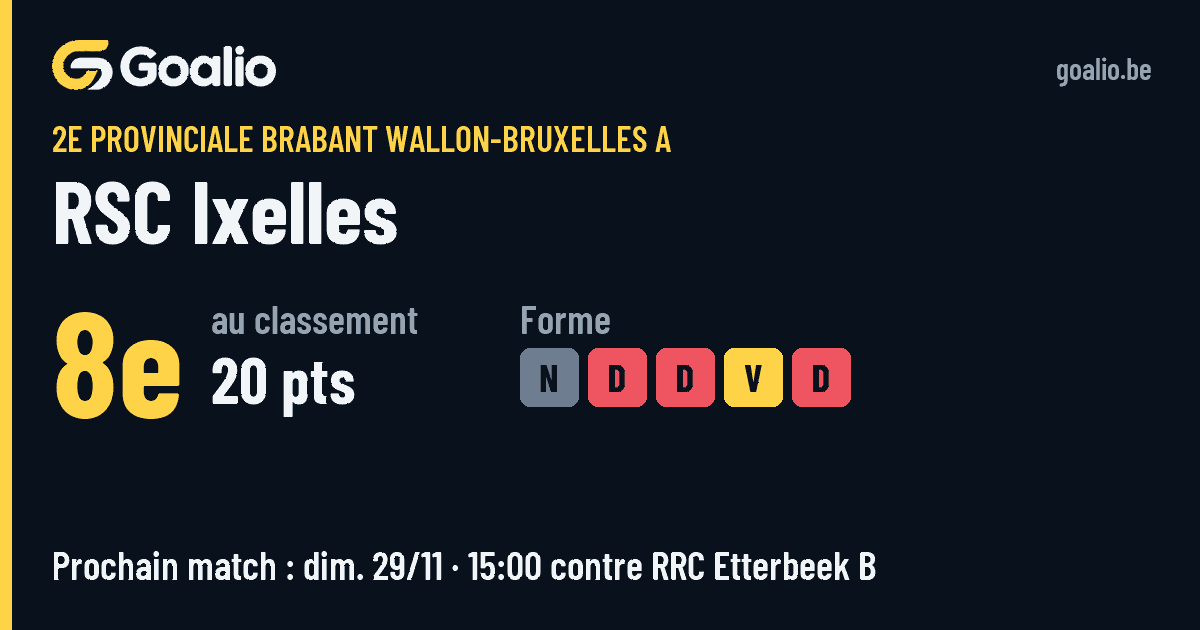 Goalio
goalio.be
2E PROVINCIALE BRABANT WALLON-BRUXELLES A
RSC Ixelles
8e
au classement
20 pts
Forme
N D D V D
Prochain match : dim. 29/11 · 15:00 contre RRC Etterbeek B